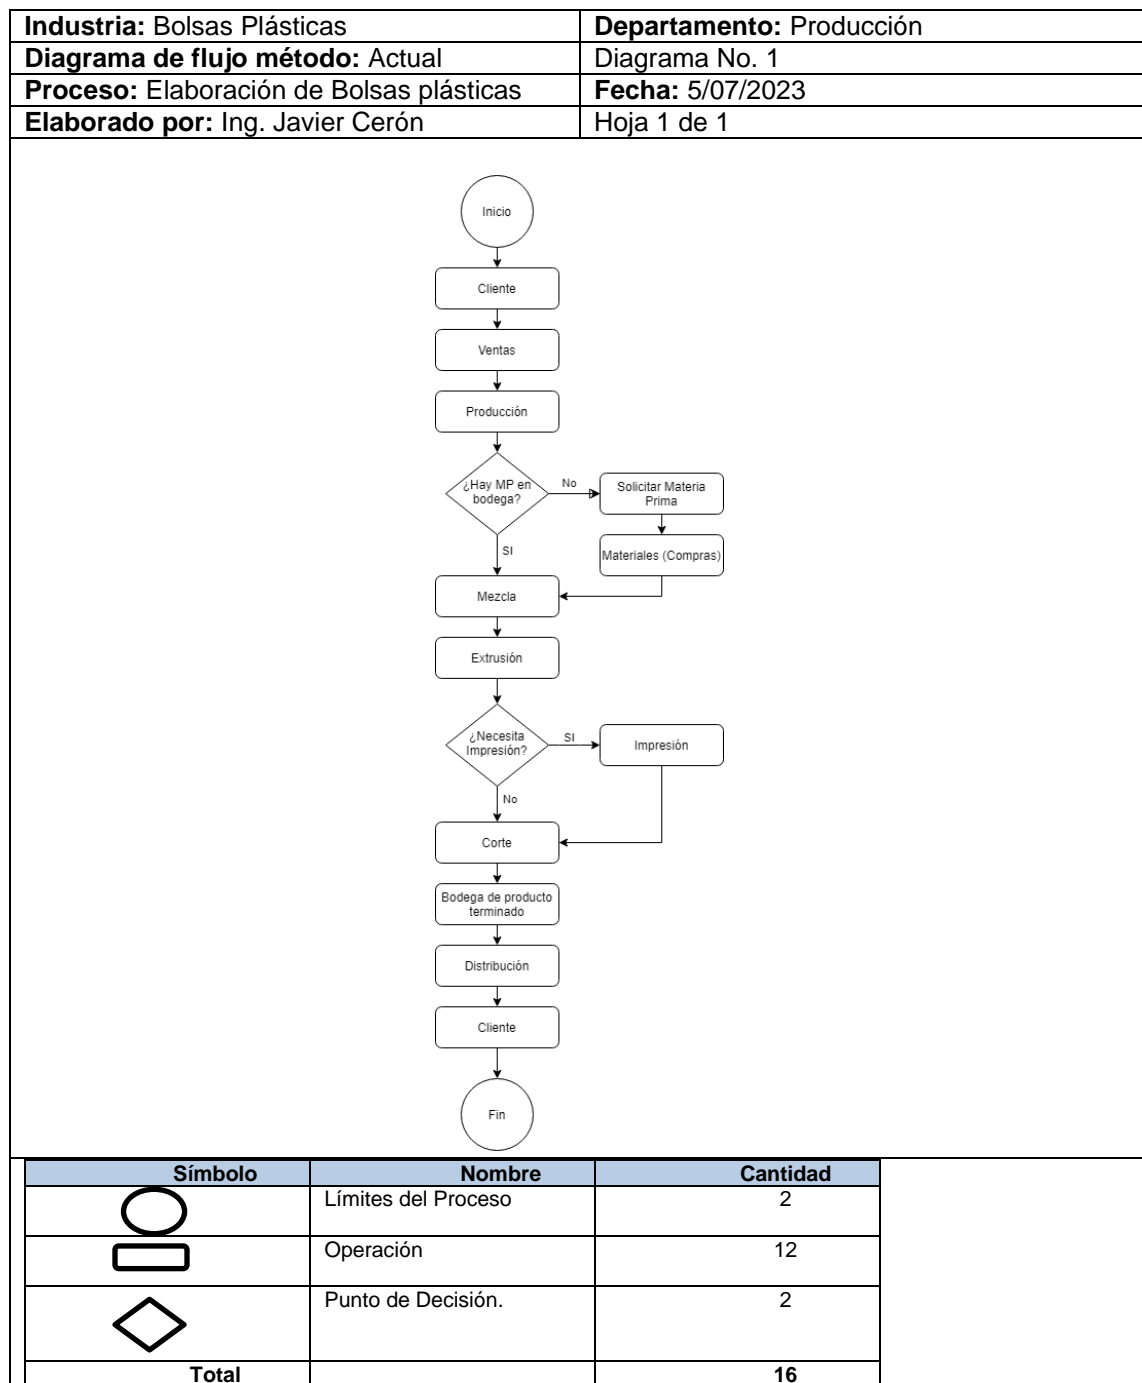 Industria: Bolsas Plásticas
Departamento: Producción
Diagrama de flujo método: Actual
Diagrama No. 1
Proceso: Elaboración de Bolsas plásticas
Fecha: 5/07/2023
Elaborado por: Ing. Javier Cerón
Hoja 1 de 1
Inicio
Cliente
Ventas
Producción
¿Hay MP en
bodega?
No
Solicitar Materia
Prima
SI
Materiales (Compras)
Mezcla
Extrusión
¿Necesita
Impresión?
SI
Impresión
No
Corte
Bodega de producto
terminado
Distribución
Cliente
Fin
Símbolo Nombre Cantidad
Límites del Proceso 2
Operación 12
Punto de Decisión. 2
Total 16